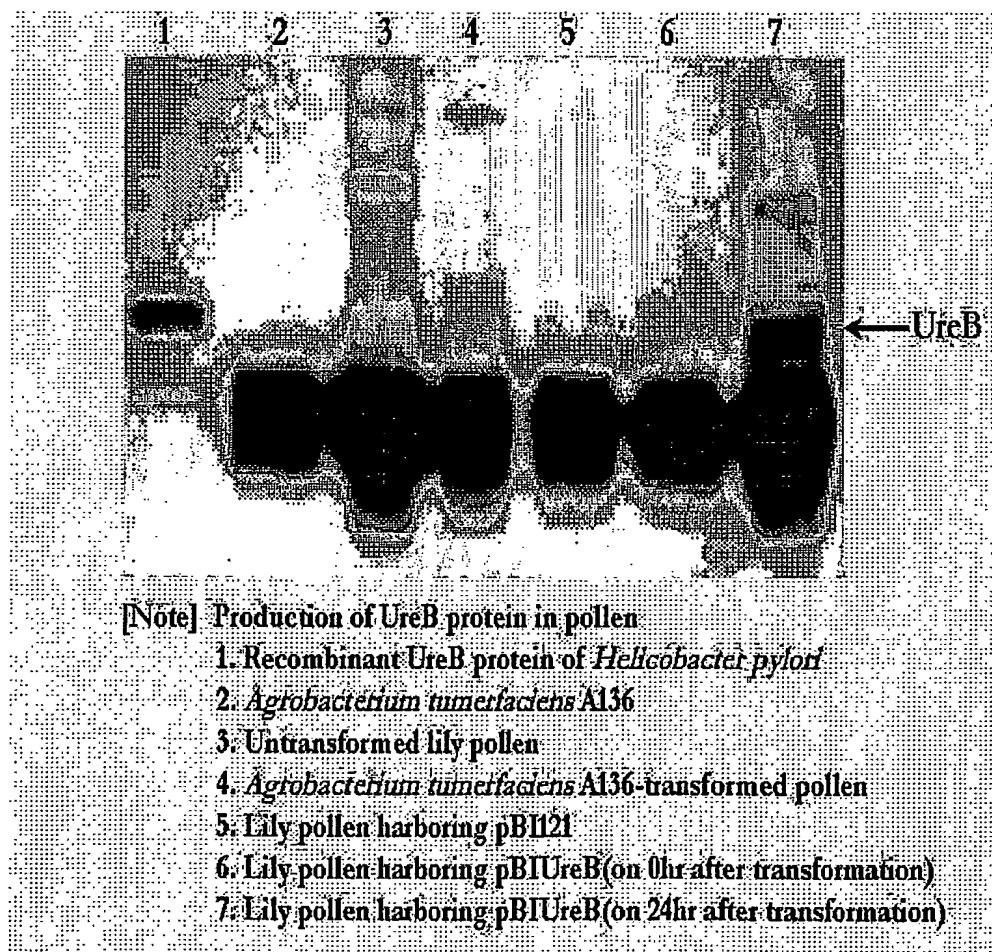 1 2 3 4 5 6 7
UreB
[Note] Production of UreB protein in pollen
1. Recombinant UreB protein of Helicobacter pylori
2. Agrobacterium tumerfaciens A136
3. Untransformed lily pollen
4. Agrobacterium tumerfaciens A136-transformed pollen
5. Lily pollen harboring pBI121
6. Lily pollen harboring pBIUreB(on 0hr after transformation)
7. Lily pollen harboring pBIUreB(on 24hr after transformation)